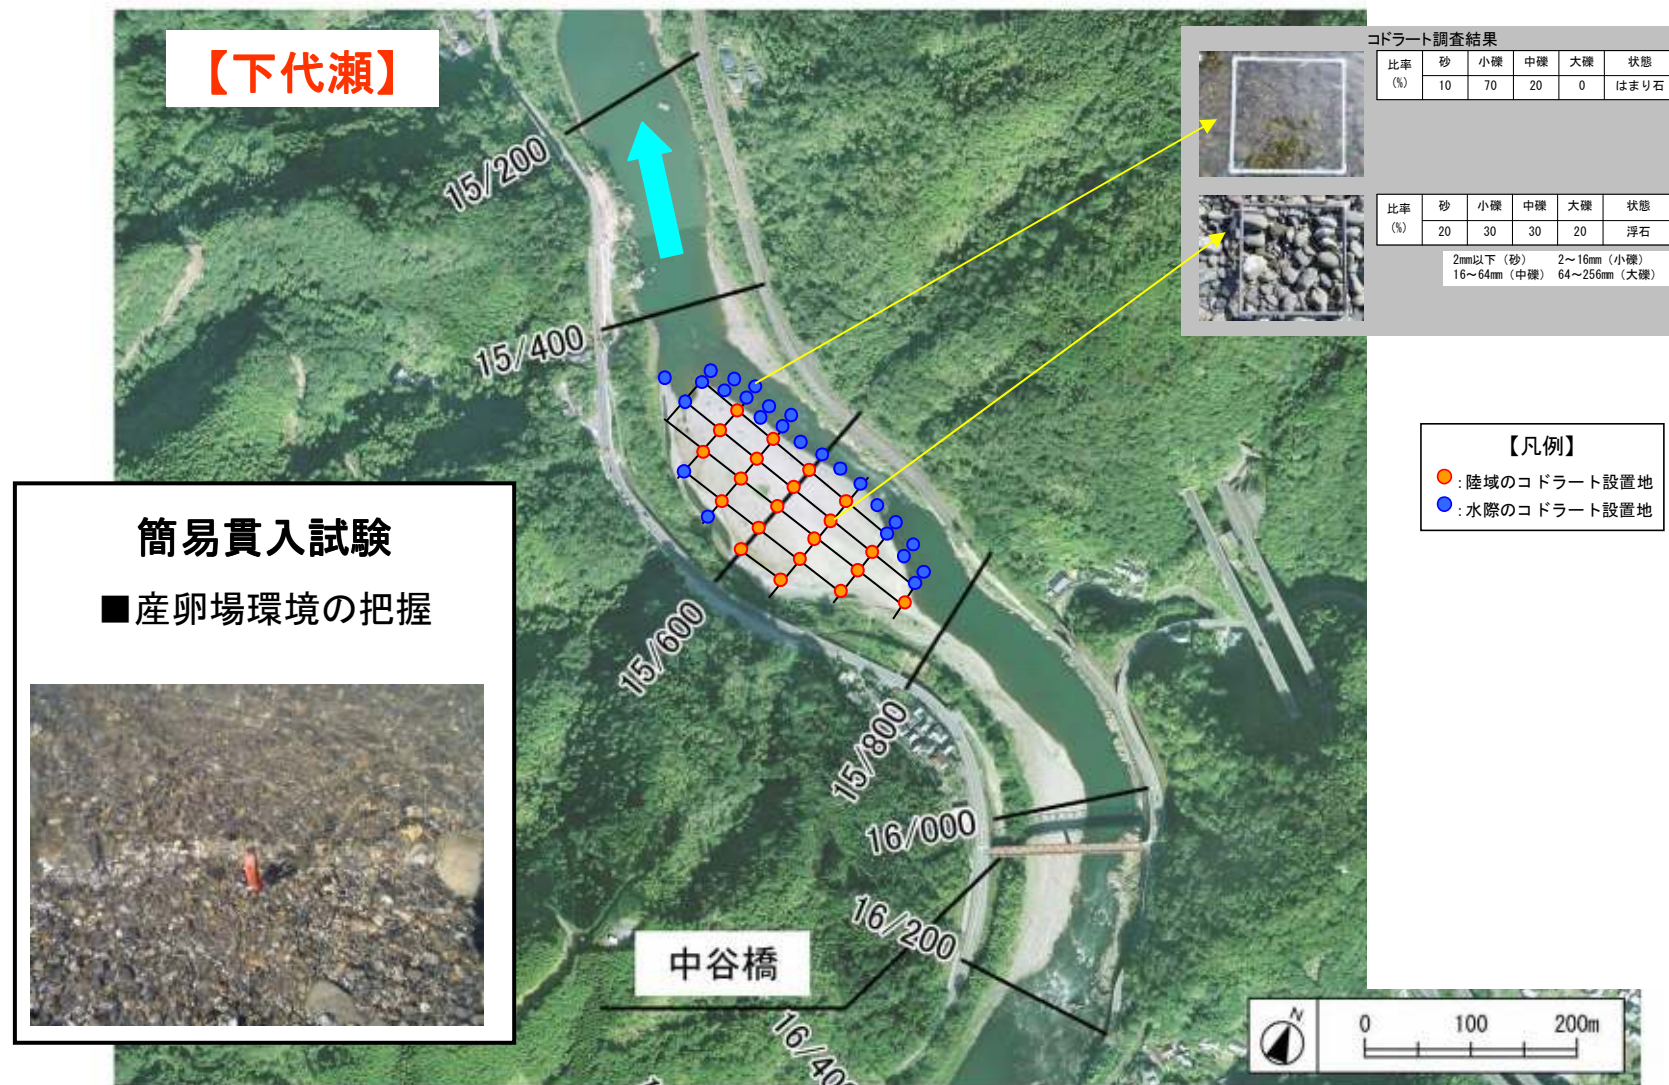 【下代瀬】
コドラート調査結果
比率(%) 砂 小礫 中礫 大礫 状態
10 70 20 0 はまり石
比率(%) 砂 小礫 中礫 大礫 状態
20 30 30 20 浮石
2mm以下（砂） 2～16mm（小礫）
16～64mm（中礫） 64～256mm（大礫）
15/200
15/400
【凡例】
：陸域のコドラート設置地
：水際のコドラート設置地
簡易貫入試験
■産卵場環境の把握
15/600
15/800
16/000
16/200
中谷橋
16/400
N
0 100 200m